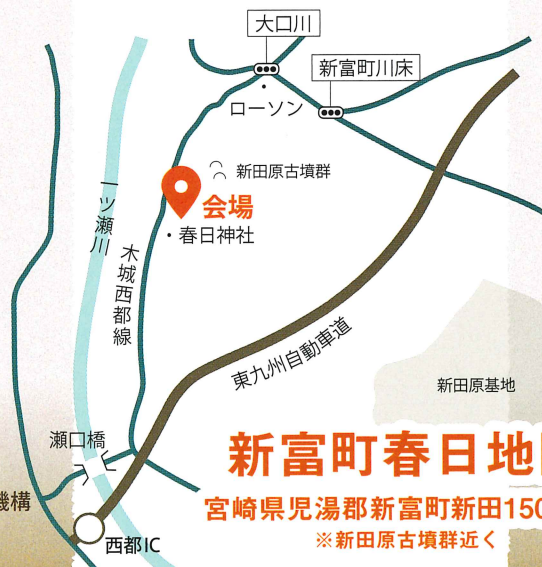 大口川
新富町川床
ローソン
新田原古墳群
会場
・春日神社
一ツ瀬川
木城西都線
東九州自動車道
新田原基地
瀬口橋
新富町春日地
機構
宮崎県児湯郡新富町新田150
※新田原古墳群近く
西都IC